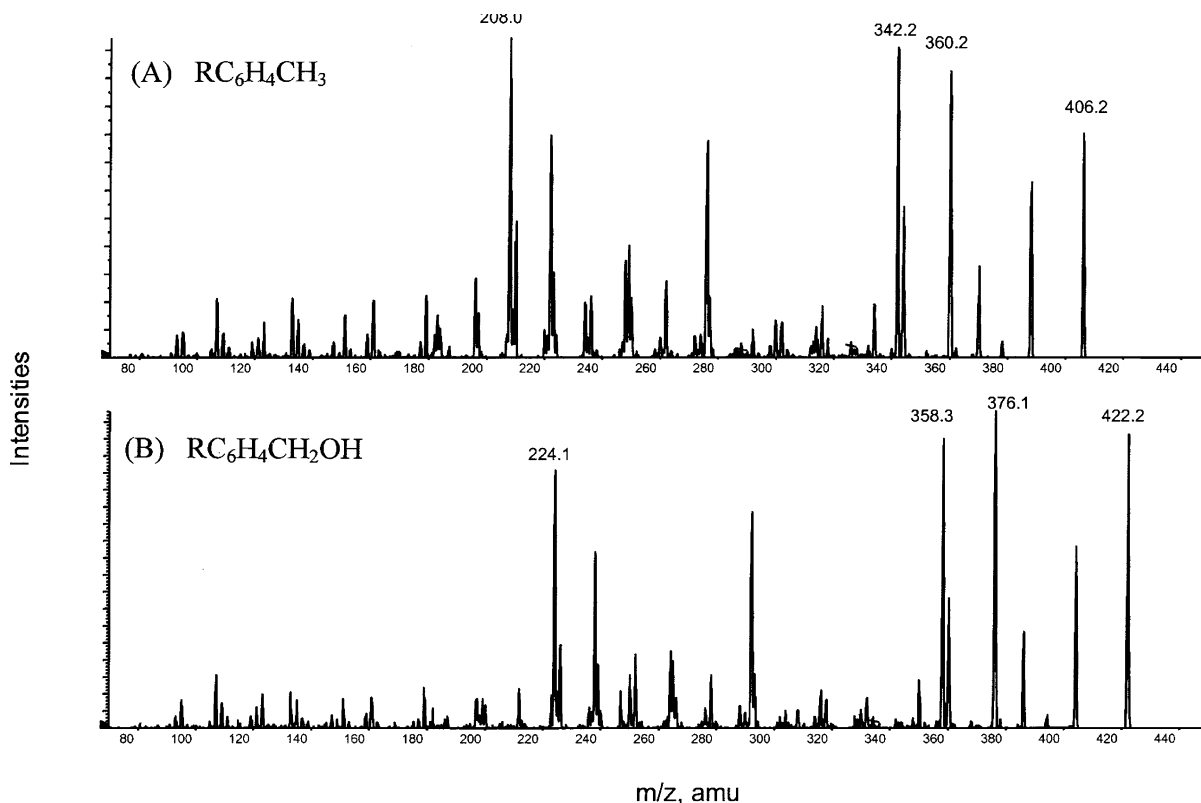 208.0
342.2
360.2
406.2
(A) RC₆H₄CH₃
80 100 120 140 160 180 200 220 240 260 280 300 320 340 360 380 400 420 440
Intensities
(B) RC₆H₄CH₂OH
224.1
358.3
376.1
422.2
80 100 120 140 160 180 200 220 240 260 280 300 320 340 360 380 400 420 440
m/z, amu